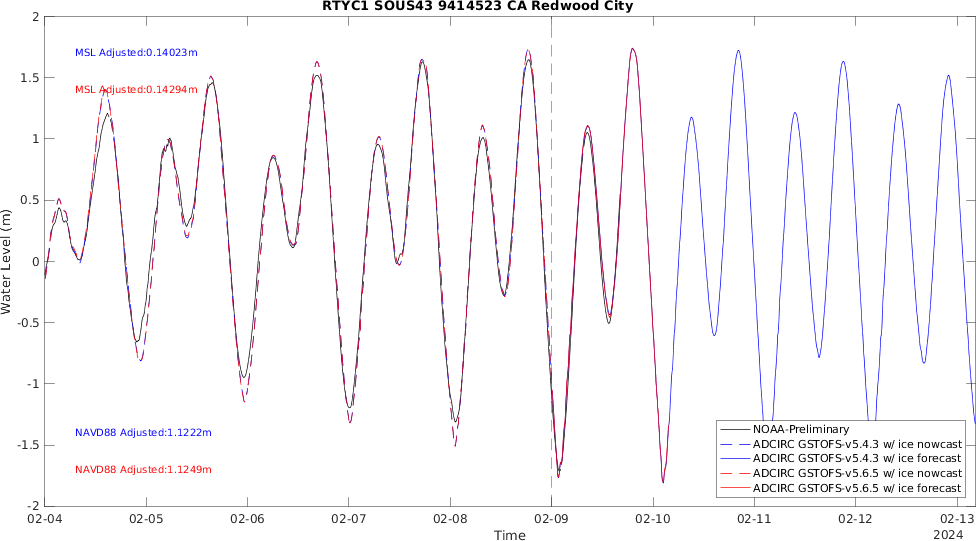 RTYC1 SOUS43 9414523 CA Redwood City
2
1.5
1
0.5
0
-0.5
-1
-1.5
-2
Water Level (m)
MSL Adjusted:0.14023m
MSL Adjusted:0.14294m
NAVD88 Adjusted:1.1222m
NAVD88 Adjusted:1.1249m
NOAA-Preliminary
ADCIRC GSTOFS-v5.4.3 w/ ice nowcast
ADCIRC GSTOFS-v5.4.3 w/ ice forecast
ADCIRC GSTOFS-v5.6.5 w/ ice nowcast
ADCIRC GSTOFS-v5.6.5 w/ ice forecast
02-04 02-05 02-06 02-07 02-08 02-09 02-10 02-11 02-12 02-13
Time
2024